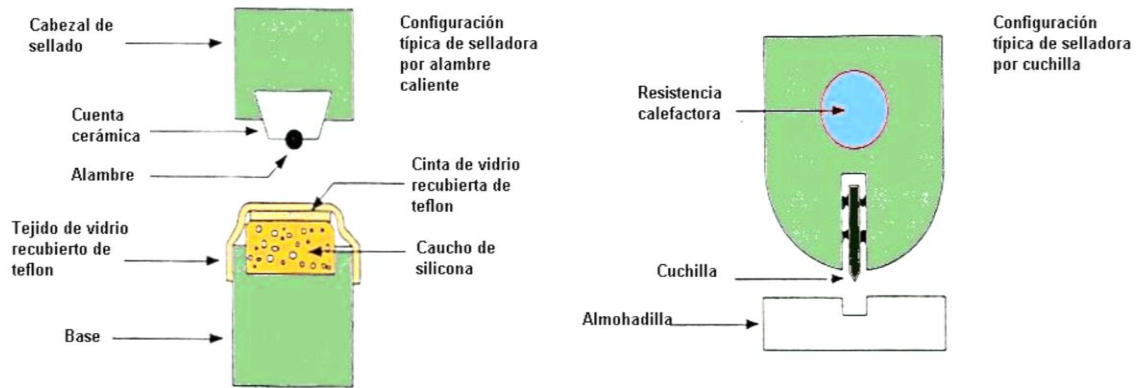 Cabezal de
sellado
Configuración
típica de selladora
por alambre
caliente
Cuenta
cerámica
Alambre
Cinta de vidrio
recubierta de
teflon
Tejido de vidrio
recubierto de
teflon
Caucho de
silicona
Base
Configuración
típica de selladora
por cuchilla
Resistencia
calefactora
Cuchilla
Almohadilla